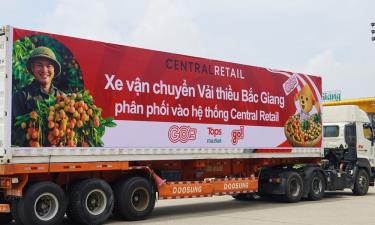 CENTRAL RETAIL
Xe vận chuyển Vải thiều Bắc Giang
phân phối vào hệ thống Central Retail
GO!
Tops
market
go!
DOOSUNG
DOOSUNG